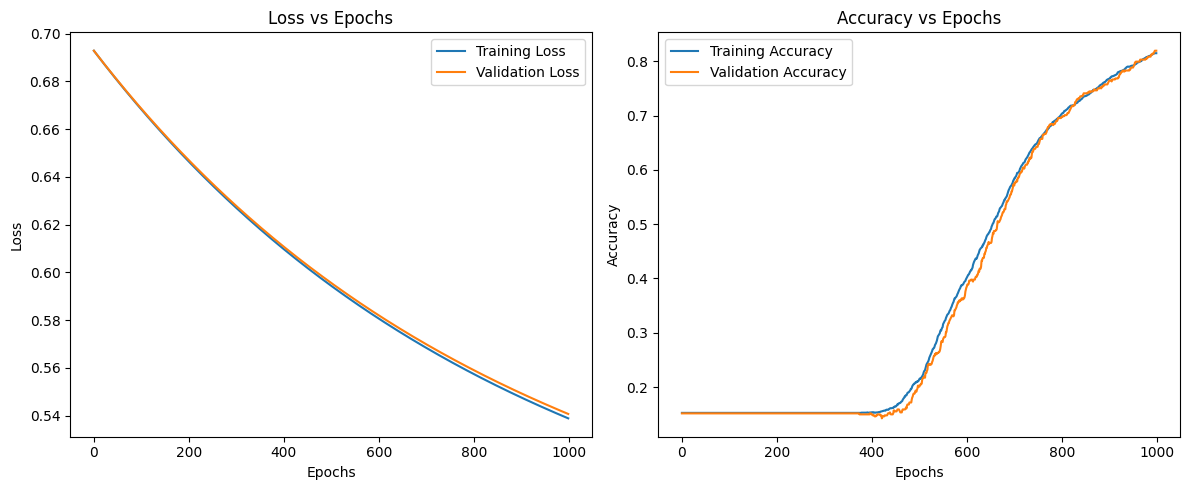 Loss vs Epochs
0.70
0.68
0.66
0.64
0.62
0.60
0.58
0.56
0.54
Loss
0
200
400
600
800
1000
Epochs
Training Loss
Validation Loss
Accuracy vs Epochs
0.8
0.7
0.6
0.5
0.4
0.3
0.2
Accuracy
0
200
400
600
800
1000
Epochs
Training Accuracy
Validation Accuracy